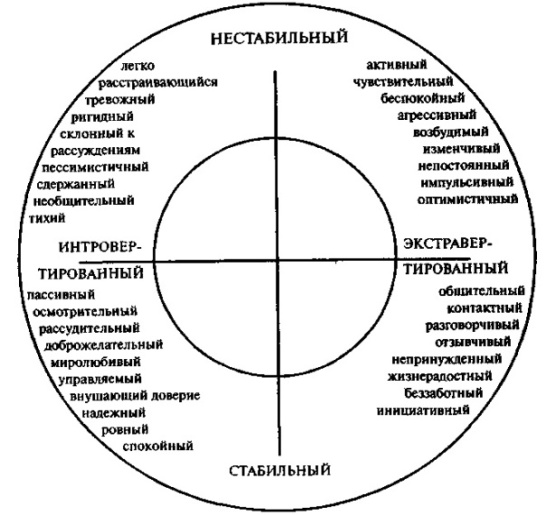 НЕСТАБИЛЬНЫЙ
легко
расстраивающийся
тревожный
ригидный
склонный к
рассуждениям
пессимистичный
сдержанный
необщительный
тихий
активный
чувствительный
беспокойный
агрессивный
возбудимый
изменчивый
непостоянный
импульсивный
оптимистичный
ИНТРОВЕР-
ТИРОВАННЫЙ
ЭКСТРАВЕР-
ТИРОВАННЫЙ
пассивный
осмотрительный
рассудительный
доброжелательный
миролюбивый
управляемый
внушающий доверие
надежный
ровный
спокойный
общительный
контактный
разговорчивый
отзывчивый
непринужденный
жизнерадостный
беззаботный
инициативный
СТАБИЛЬНЫЙ